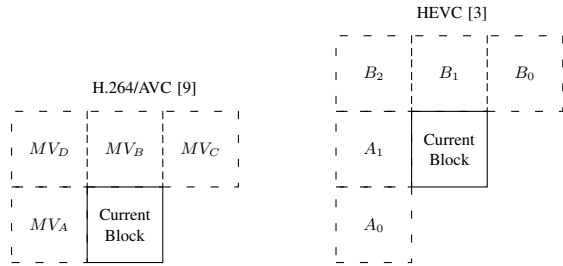 H.264/AVC [9]
MV_D MV_B MV_C
MV_A
Current
Block
HEVC [3]
B_2 B_1 B_0
A_1
Current
Block
A_0